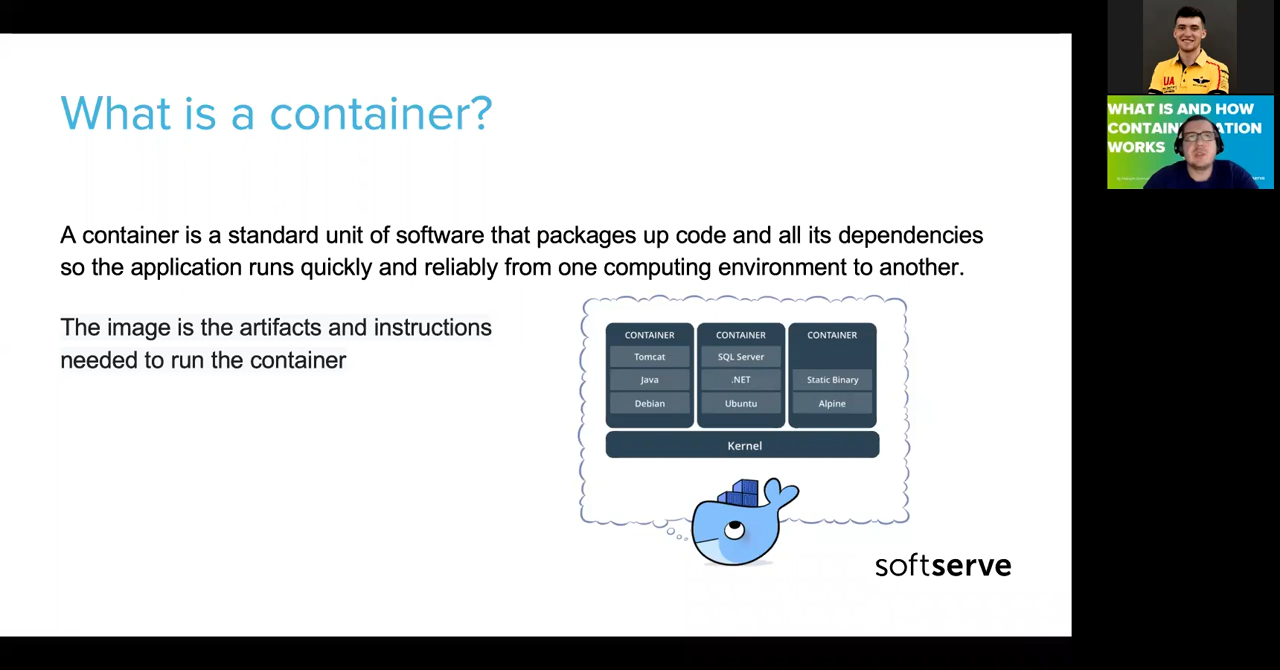 What is a container?
A container is a standard unit of software that packages up code and all its dependencies
so the application runs quickly and reliably from one computing environment to another.
The image is the artifacts and instructions
needed to run the container
CONTAINER
Tomcat
Java
Debian
CONTAINER
SQL Server
.NET
Ubuntu
CONTAINER
Static Binary
Alpine
Kernel
softserve
UA
WHAT IS AND HOW
WORKS